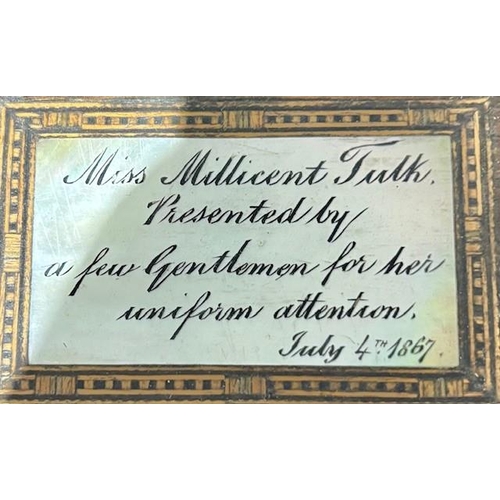 Miss Millicent Tulk.
Presented by
a few Gentlemen for her
uniform attention.
July 4TH 1867.